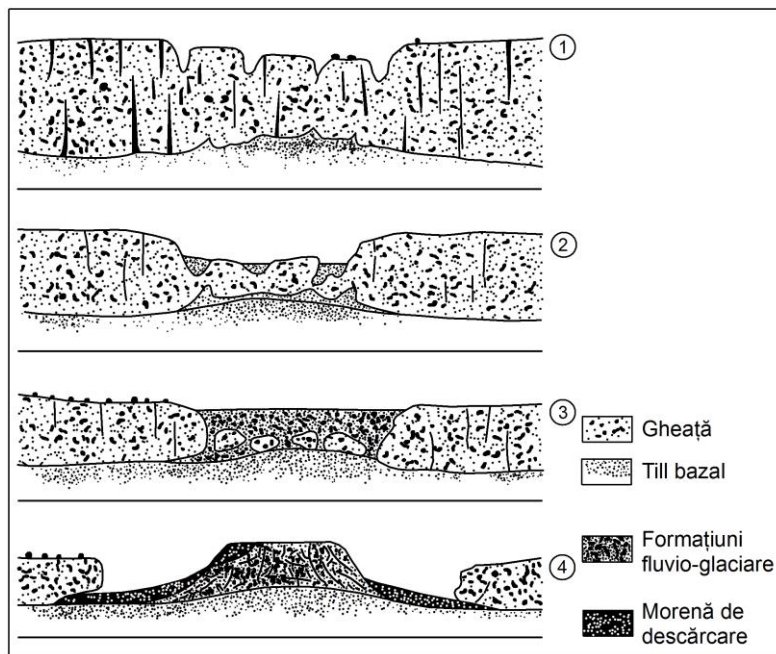 ①
②
③
Gheață
Till bazal
④
Formațiuni
fluvio-glaciare
Morenă de
descărcare